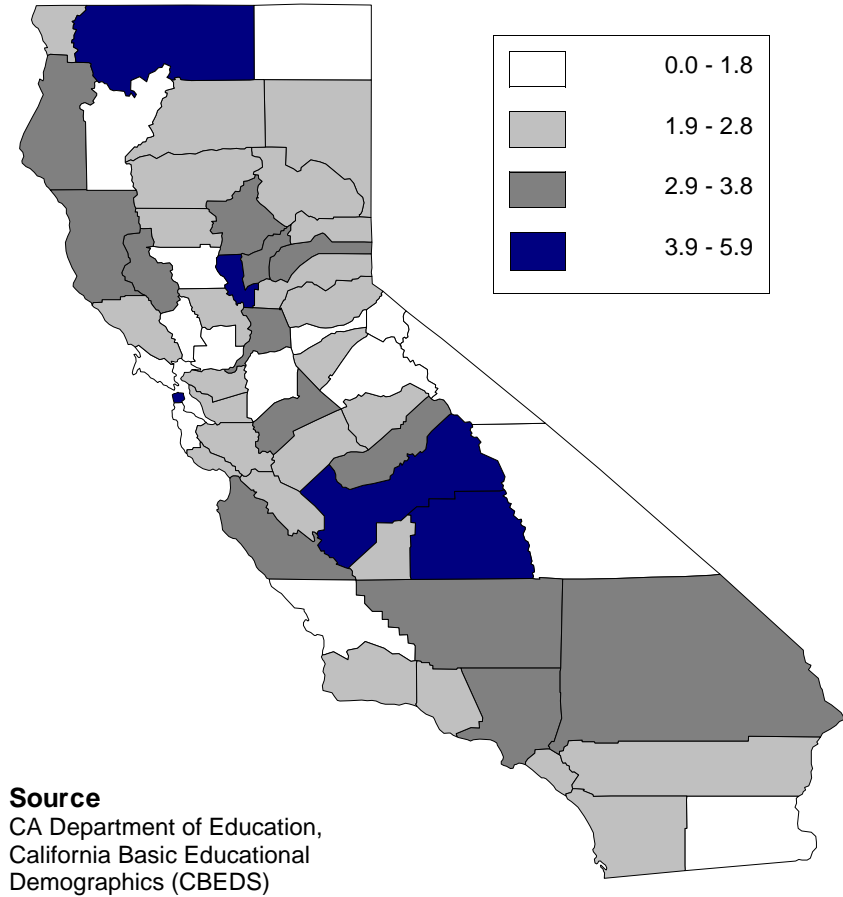 0.0 - 1.8
1.9 - 2.8
2.9 - 3.8
3.9 - 5.9
Source
CA Department of Education,
California Basic Educational
Demographics (CBEDS)